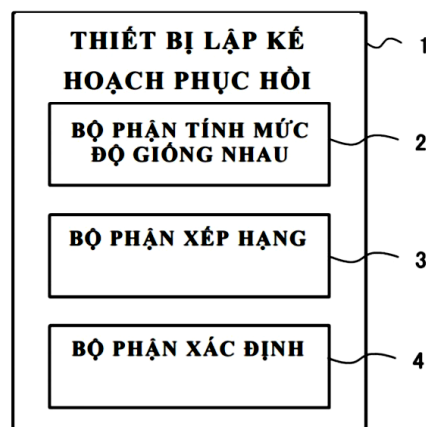 THIẾT BỊ LẬP KẾ
HOẠCH PHỤC HỒI
1
BỘ PHẬN TÍNH MỨC
ĐỘ GIỐNG NHAU
2
BỘ PHẬN XẾP HẠNG
3
BỘ PHẬN XÁC ĐỊNH
4